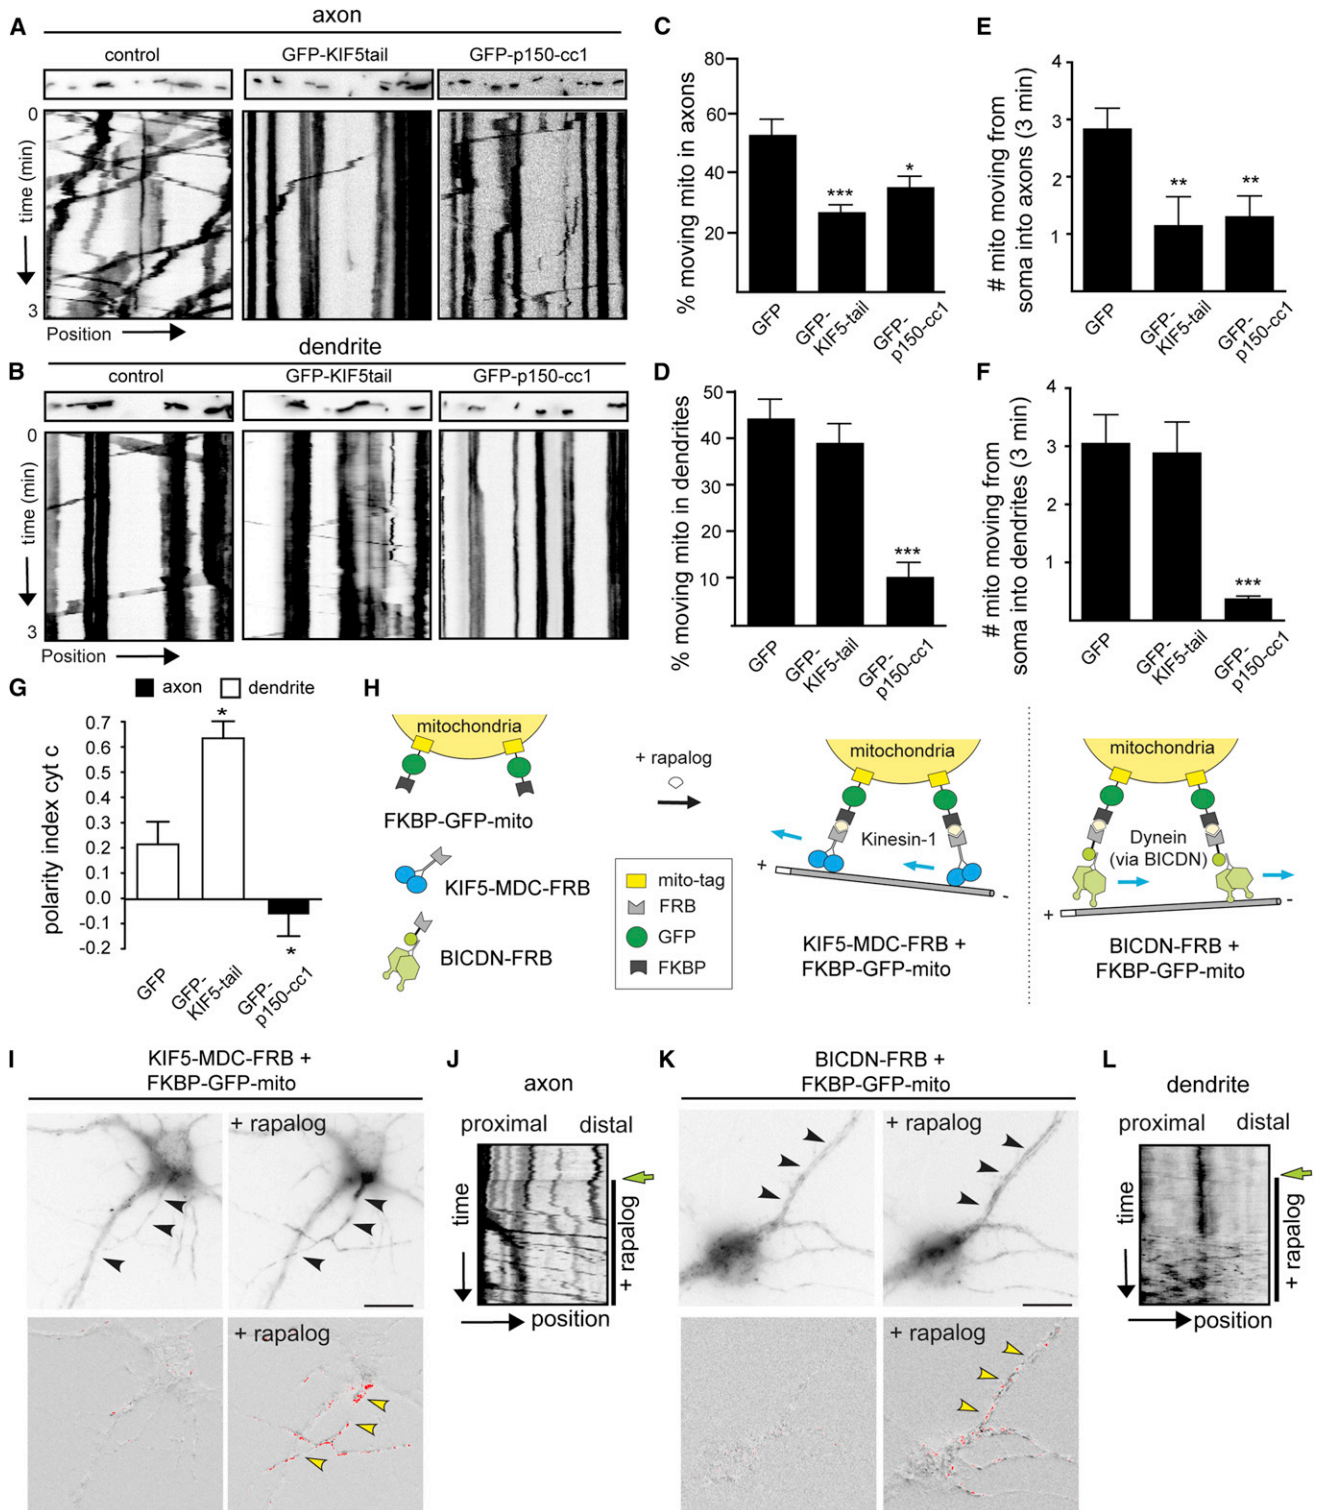 A
axon
control
GFP-KIF5tail
GFP-p150-cc1
0
time (min)
3
Position
B
dendrite
control
GFP-KIF5tail
GFP-p150-cc1
0
time (min)
3
Position
C
% moving mito in axons
80
60
40
20
***
*
GFP
GFP-
KIF5-tail
GFP-
p150-cc1
D
% moving mito in dendrites
50
40
30
20
10
***
GFP
GFP-
KIF5-tail
GFP-
p150-cc1
E
# mito moving from
soma into axons (3 min)
4
3
2
1
**
**
GFP
GFP-
KIF5-tail
GFP-
p150-cc1
F
# mito moving from
soma into dendrites (3 min)
4
3
2
1
***
GFP
GFP-
KIF5-tail
GFP-
p150-cc1
G
axon
dendrite
polarity index cyt c
0.7
0.6
0.5
0.4
0.3
0.2
0.1
0.0
-0.1
-0.2
*
*
GFP
GFP-
KIF5-tail
GFP-
p150-cc1
H
mitochondria
FKBP-GFP-mito
KIF5-MDC-FRB
BICDN-FRB
+ rapalog
mito-tag
FRB
GFP
FKBP
mitochondria
Kinesin-1
+
-
KIF5-MDC-FRB +
FKBP-GFP-mito
mitochondria
Dynein
(via BICDN)
+
-
BICDN-FRB +
FKBP-GFP-mito
I
KIF5-MDC-FRB +
FKBP-GFP-mito
+ rapalog
+ rapalog
J
axon
proximal
distal
time
+ rapalog
position
K
BICDN-FRB +
FKBP-GFP-mito
+ rapalog
+ rapalog
L
dendrite
proximal
distal
time
+ rapalog
position